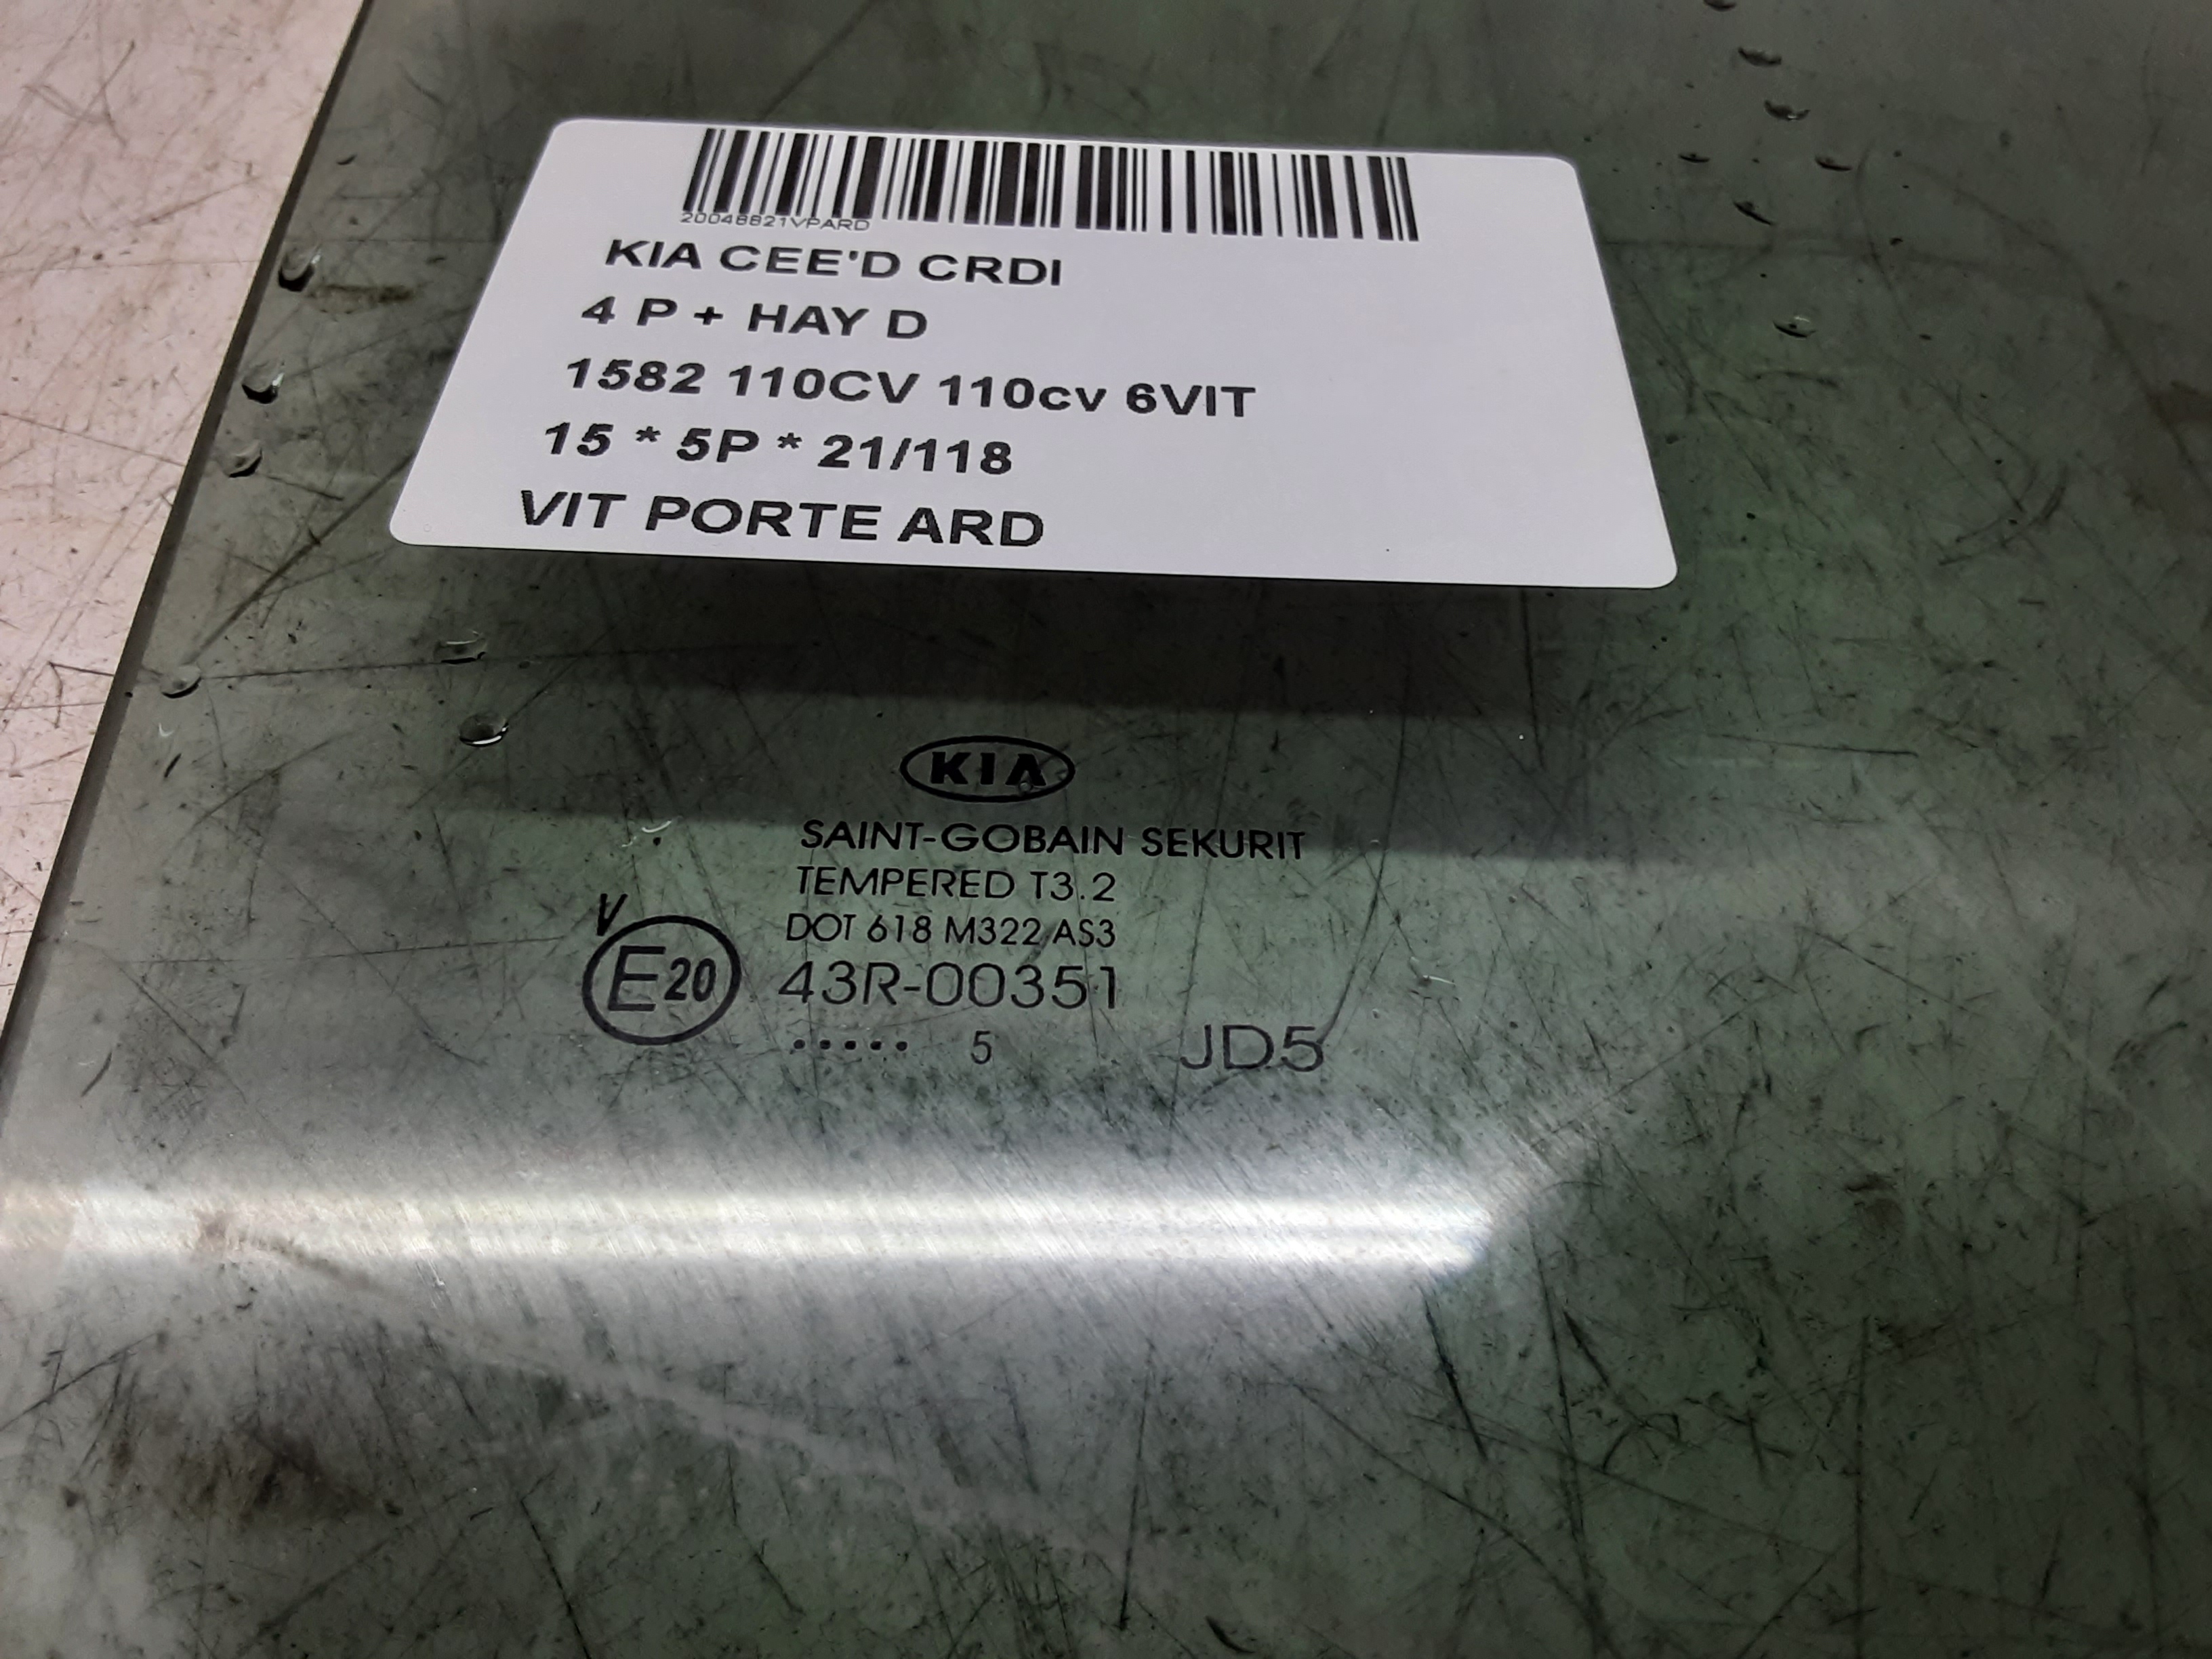 20048821VPARD
KIA CEE'D CRDI
4 P + HAY D
1582 110CV 110cv 6VIT
15 * 5P * 21/118
VIT PORTE ARD
KIA
SAINT-GOBAIN SEKURIT
TEMPERED T3.2
DOT 618 M322 AS3
V
E20 43R-00351
..... 5 JD5